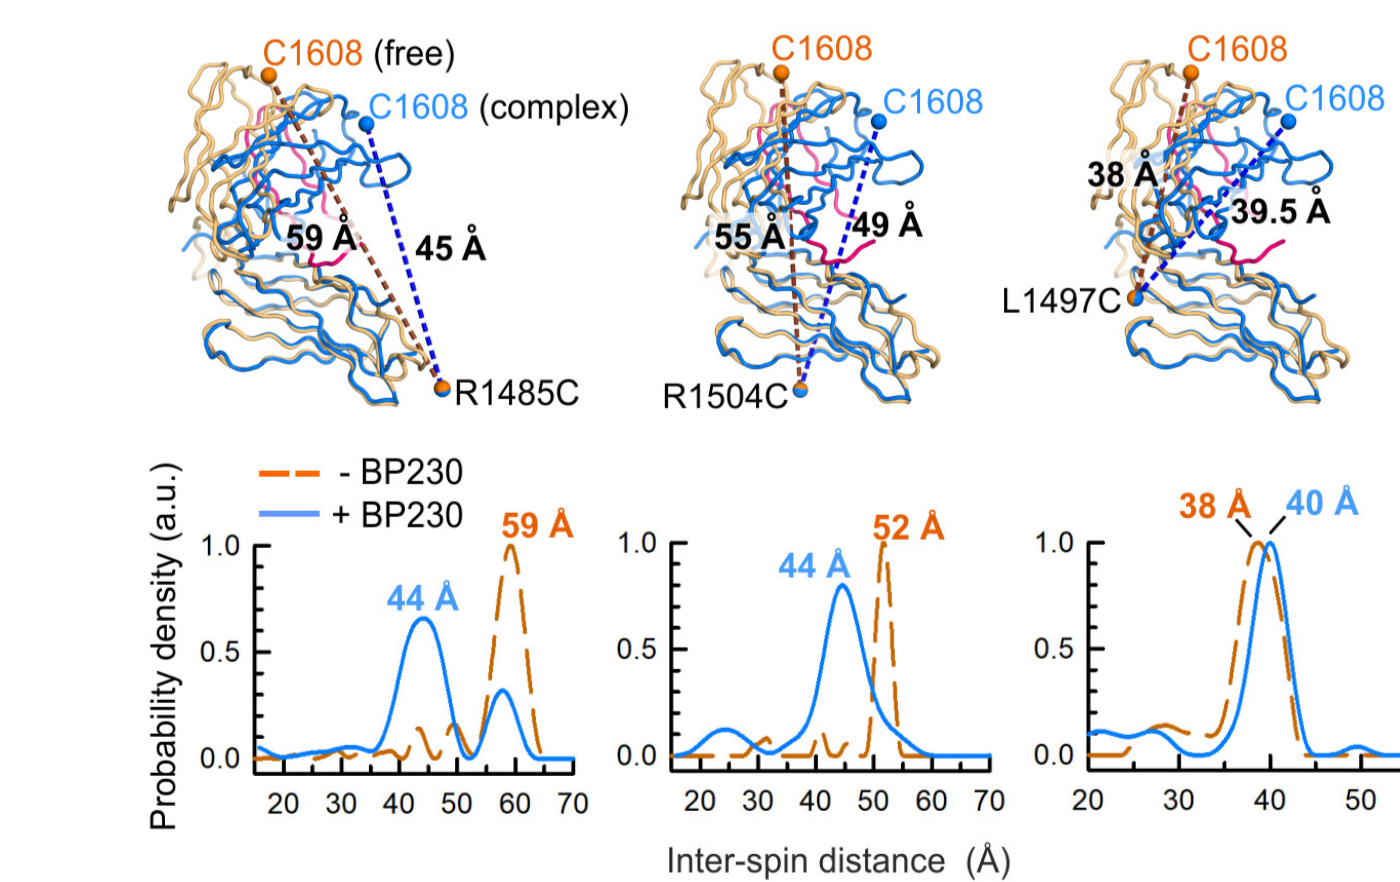 C1608 (free)
C1608 (complex)
59 Å
45 Å
R1485C
C1608
C1608
55 Å
49 Å
R1504C
C1608
C1608
38 Å
39.5 Å
L1497C
Probability density (a.u.)
- BP230
+ BP230
59 Å
44 Å
1.0
0.5
0.0
20 30 40 50 60 70
52 Å
44 Å
1.0
0.5
0.0
20 30 40 50 60 70
38 Å 40 Å
1.0
0.5
0.0
20 30 40 50
Inter-spin distance (Å)